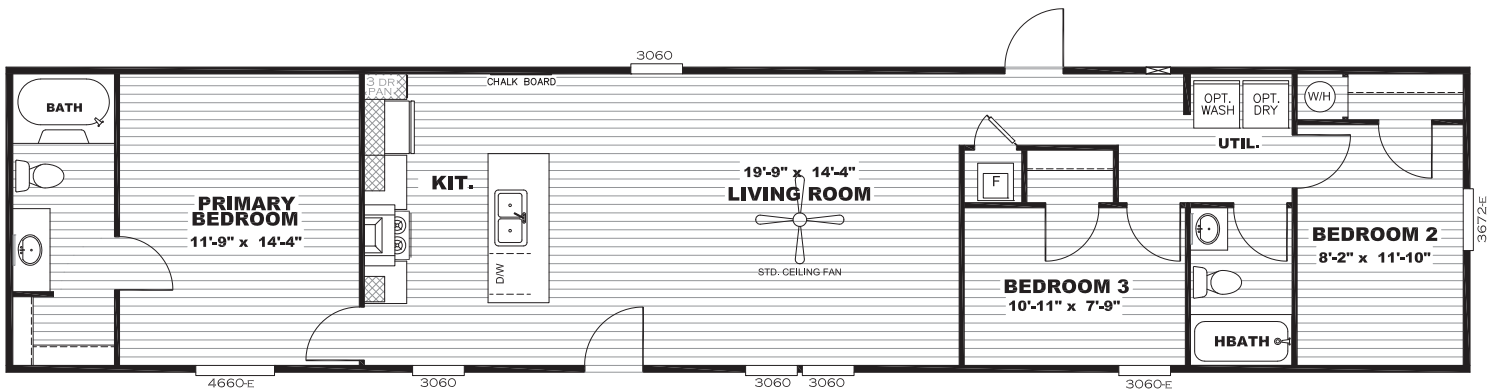 3060
BATH
3 DR
PAN
CHALK BOARD
OPT.
WASH
OPT.
DRY
W/H
UTIL.
KIT.
19'-9" x 14'-4"
LIVING ROOM
F
PRIMARY
BEDROOM
11'-9" x 14'-4"
D/W
STD. CEILING FAN
BEDROOM 3
10'-11" x 7'-9"
BEDROOM 2
8'-2" x 11'-10"
3672-E
HBATH
4660-E
3060
3060
3060
3060-E